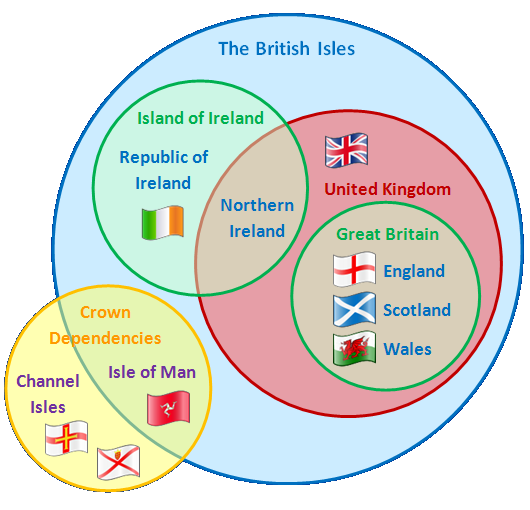 The British Isles
Island of Ireland
Republic of
Ireland
United Kingdom
Northern
Ireland
Great Britain
England
Scotland
Wales
Crown
Dependencies
Isle of Man
Channel
Isles